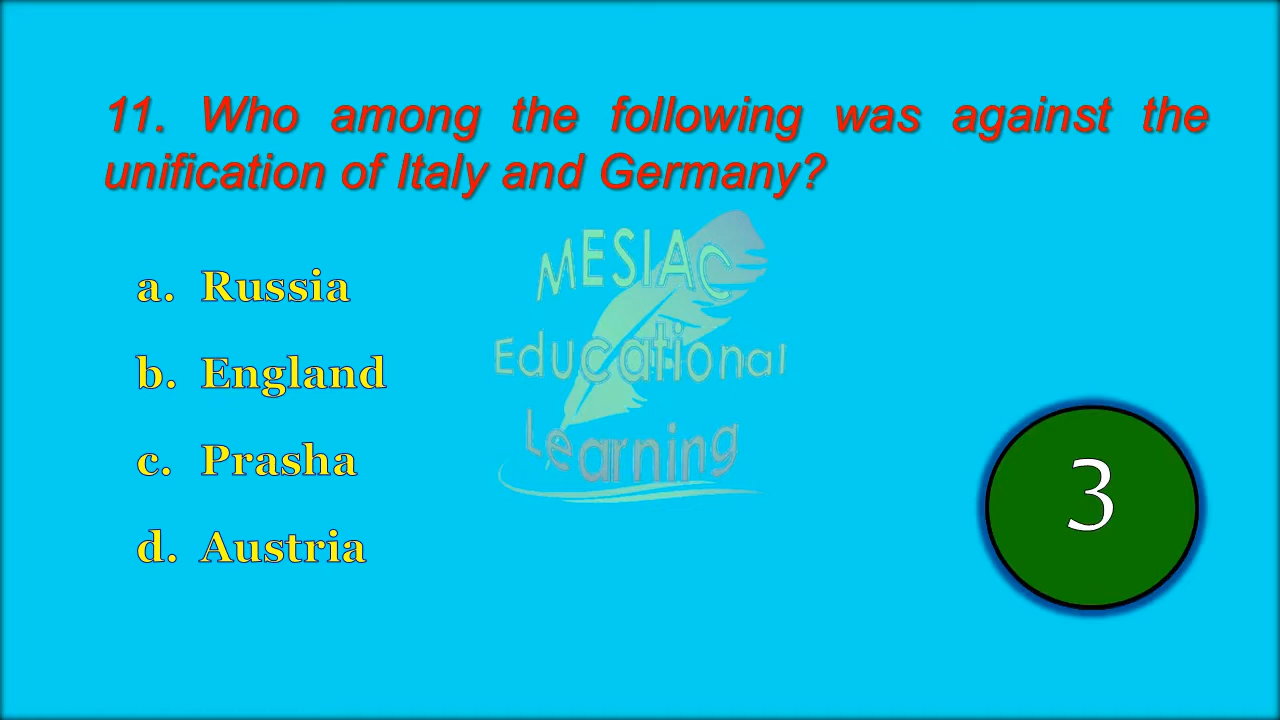 11. Who among the following was against the
unification of Italy and Germany?
MESIAC
a. Russia
Educational
b. England
Learning
c. Prasha
3
d. Austria